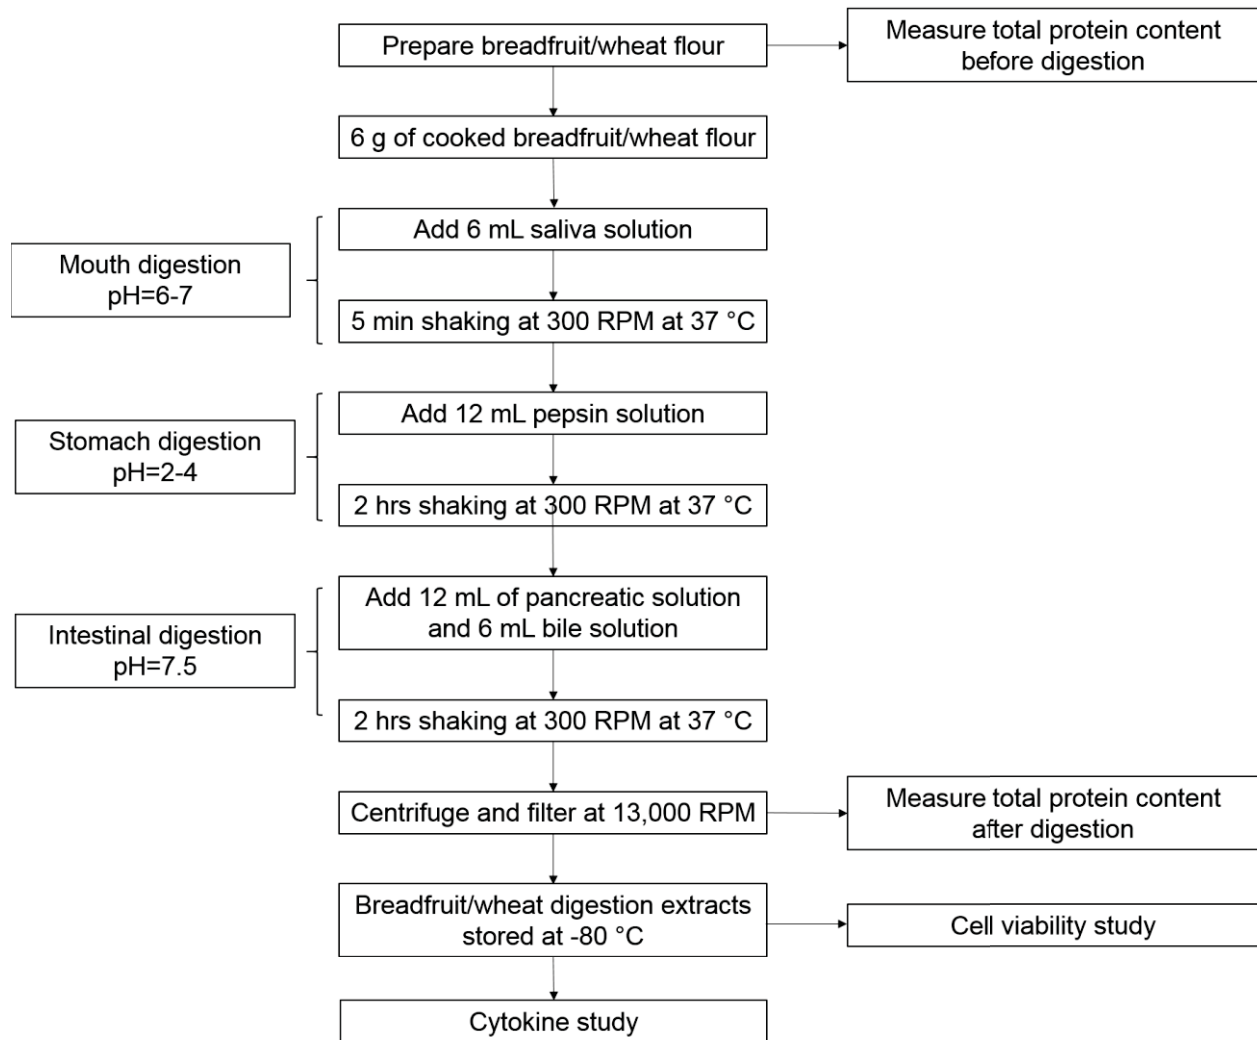 Prepare breadfruit/wheat flour
Measure total protein content
before digestion
6 g of cooked breadfruit/wheat flour
Add 6 mL saliva solution
Mouth digestion
pH=6-7
5 min shaking at 300 RPM at 37 °C
Add 12 mL pepsin solution
Stomach digestion
pH=2-4
2 hrs shaking at 300 RPM at 37 °C
Add 12 mL of pancreatic solution
and 6 mL bile solution
Intestinal digestion
pH=7.5
2 hrs shaking at 300 RPM at 37 °C
Centrifuge and filter at 13,000 RPM
Measure total protein content
after digestion
Breadfruit/wheat digestion extracts
stored at -80 °C
Cell viability study
Cytokine study